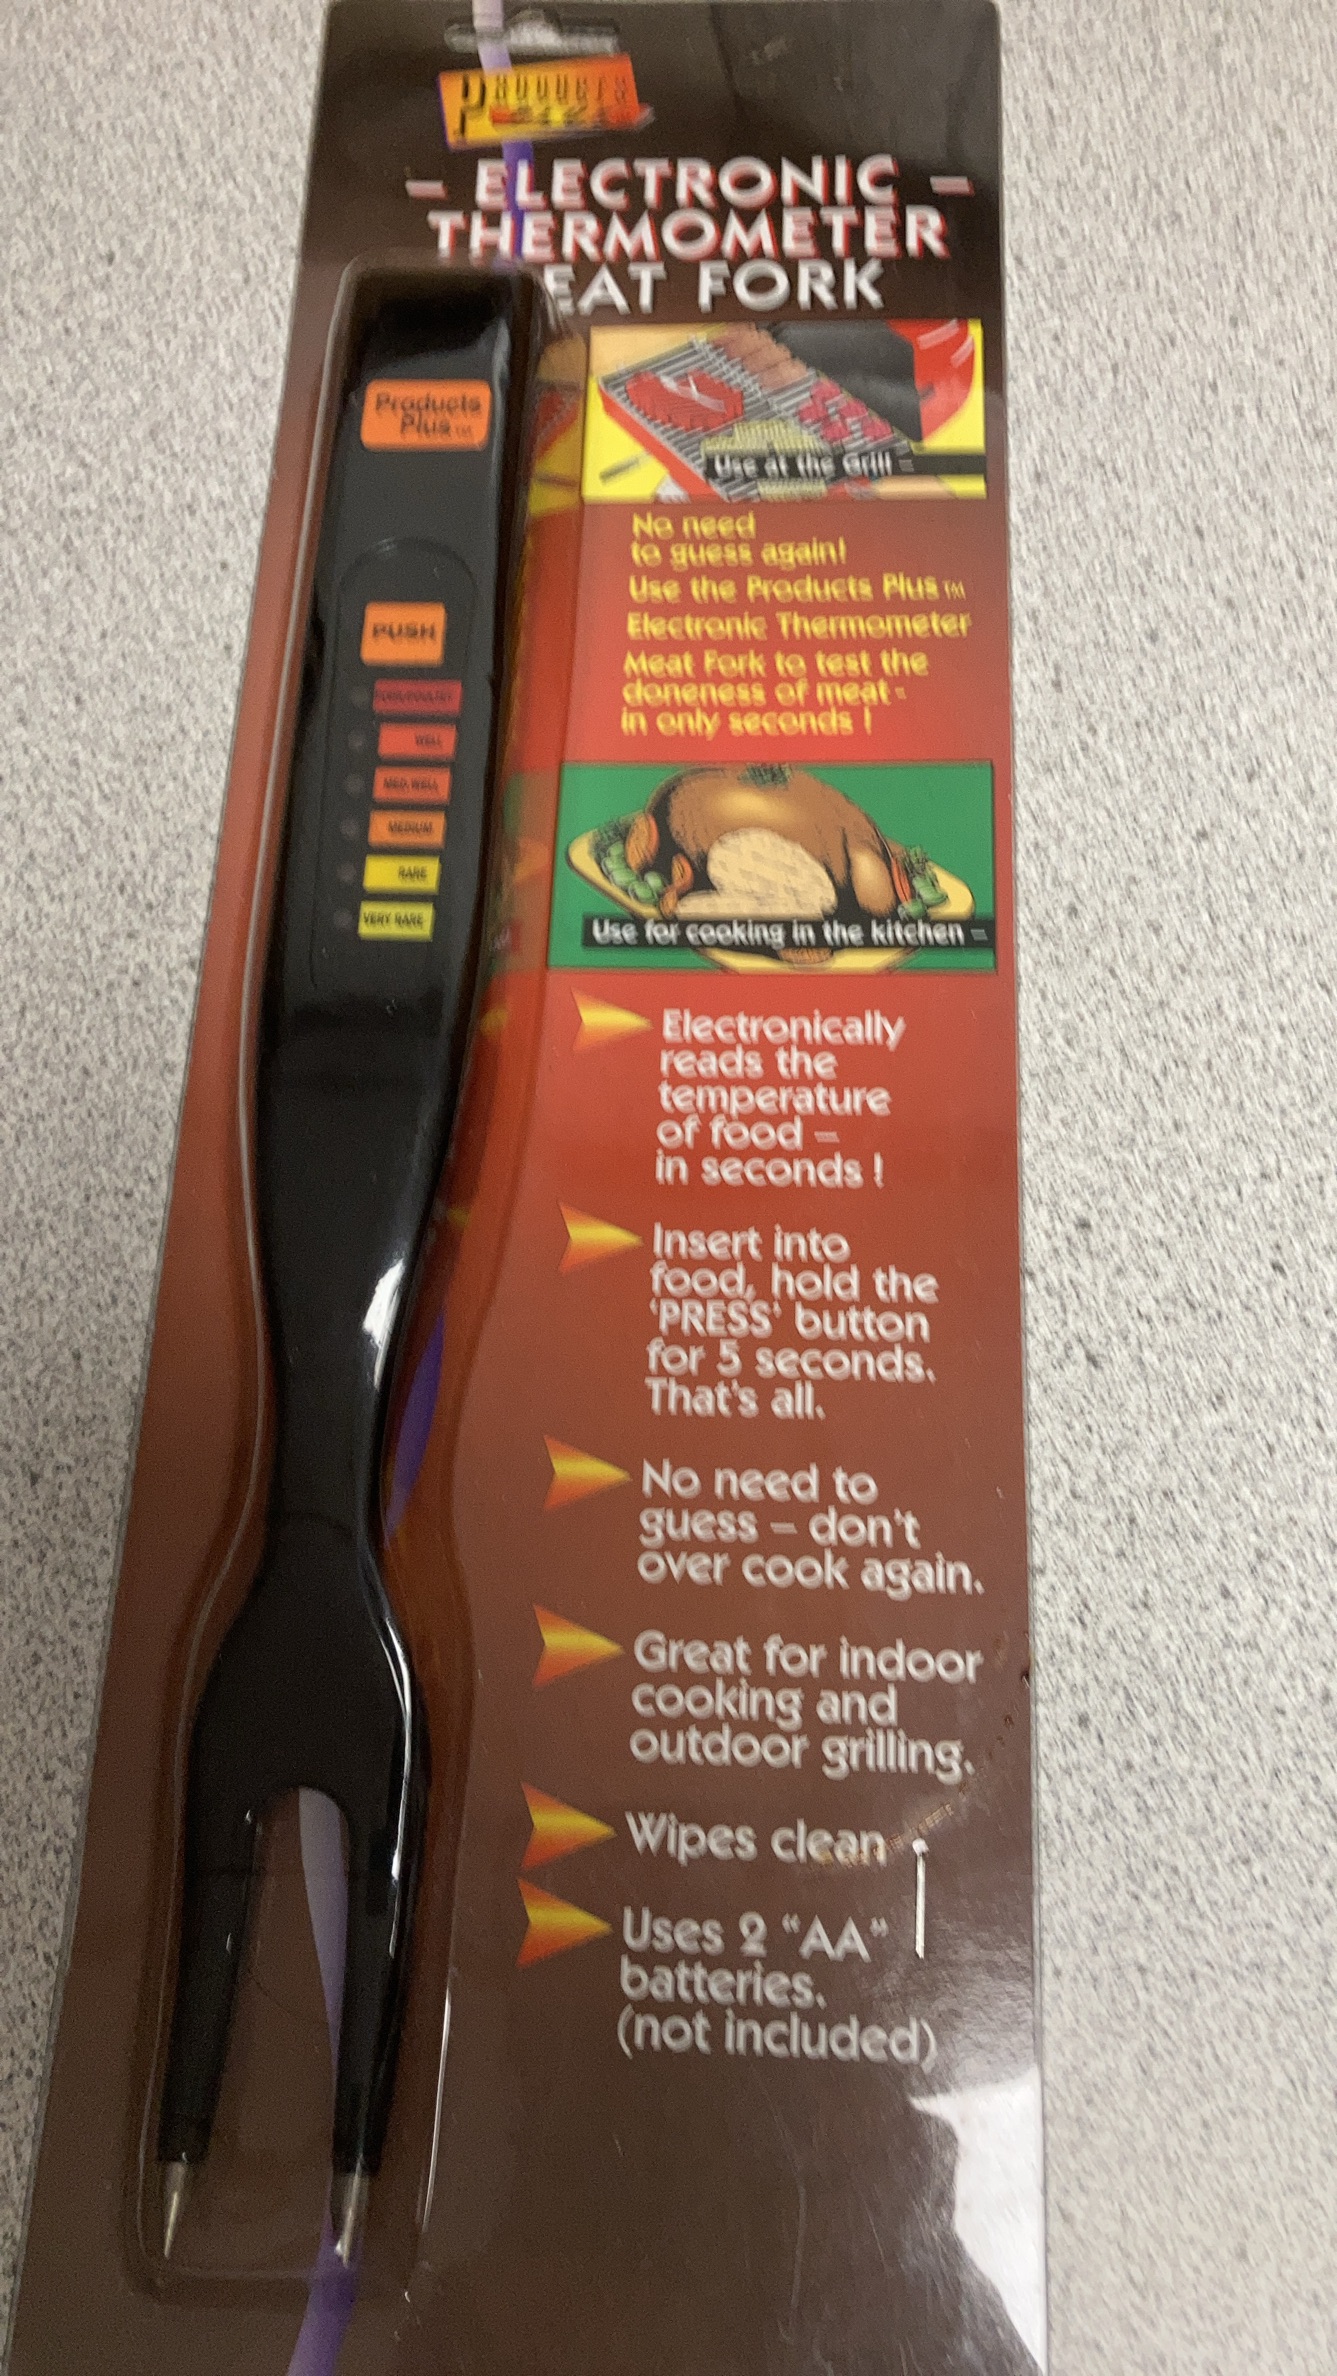 PRODUCTS
PLUS
– ELECTRONIC –
THERMOMETER
EAT FORK
Products
Plus TM
PUSH
WELL
MED. WELL
MEDIUM
RARE
VERY RARE
Use at the Grill –
No need
to guess again!
Use the Products Plus TM
Electronic Thermometer
Meat Fork to test the
doneness of meat -
in only seconds !
Use for cooking in the kitchen –
Electronically
reads the
temperature
of food –
in seconds !
Insert into
food, hold the
‘PRESS’ button
for 5 seconds.
That's all.
No need to
guess – don't
over cook again.
Great for indoor
cooking and
outdoor grilling.
Wipes clean
Uses 2 “AA”
batteries.
(not included)